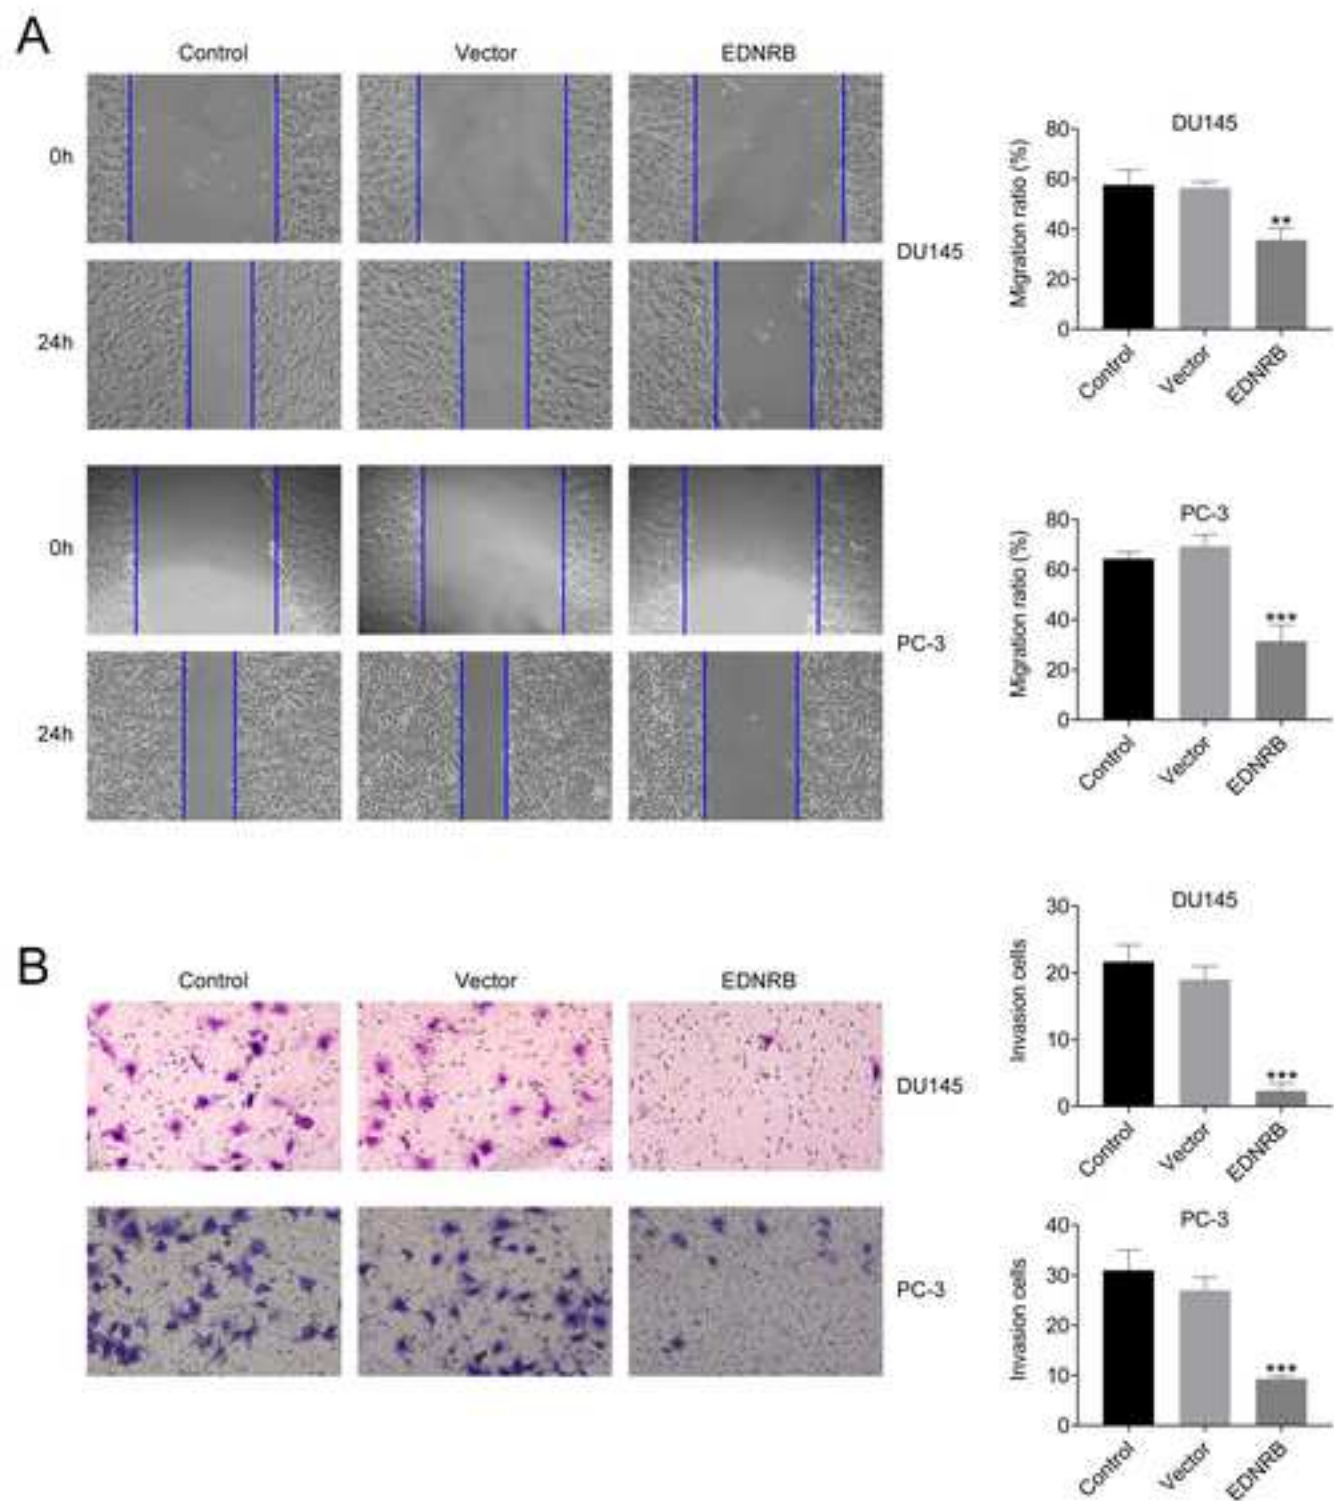 A
Control Vector EDNRB
0h
DU145
24h
0h
PC-3
24h
DU145
Migration ratio (%)
80
60
40
20
0
**
Control Vector EDNRB
PC-3
Migration ratio (%)
80
60
40
20
0
***
Control Vector EDNRB
B
Control Vector EDNRB
DU145
PC-3
DU145
Invasion cells
30
20
10
0
***
Control Vector EDNRB
PC-3
Invasion cells
40
30
20
10
0
***
Control Vector EDNRB